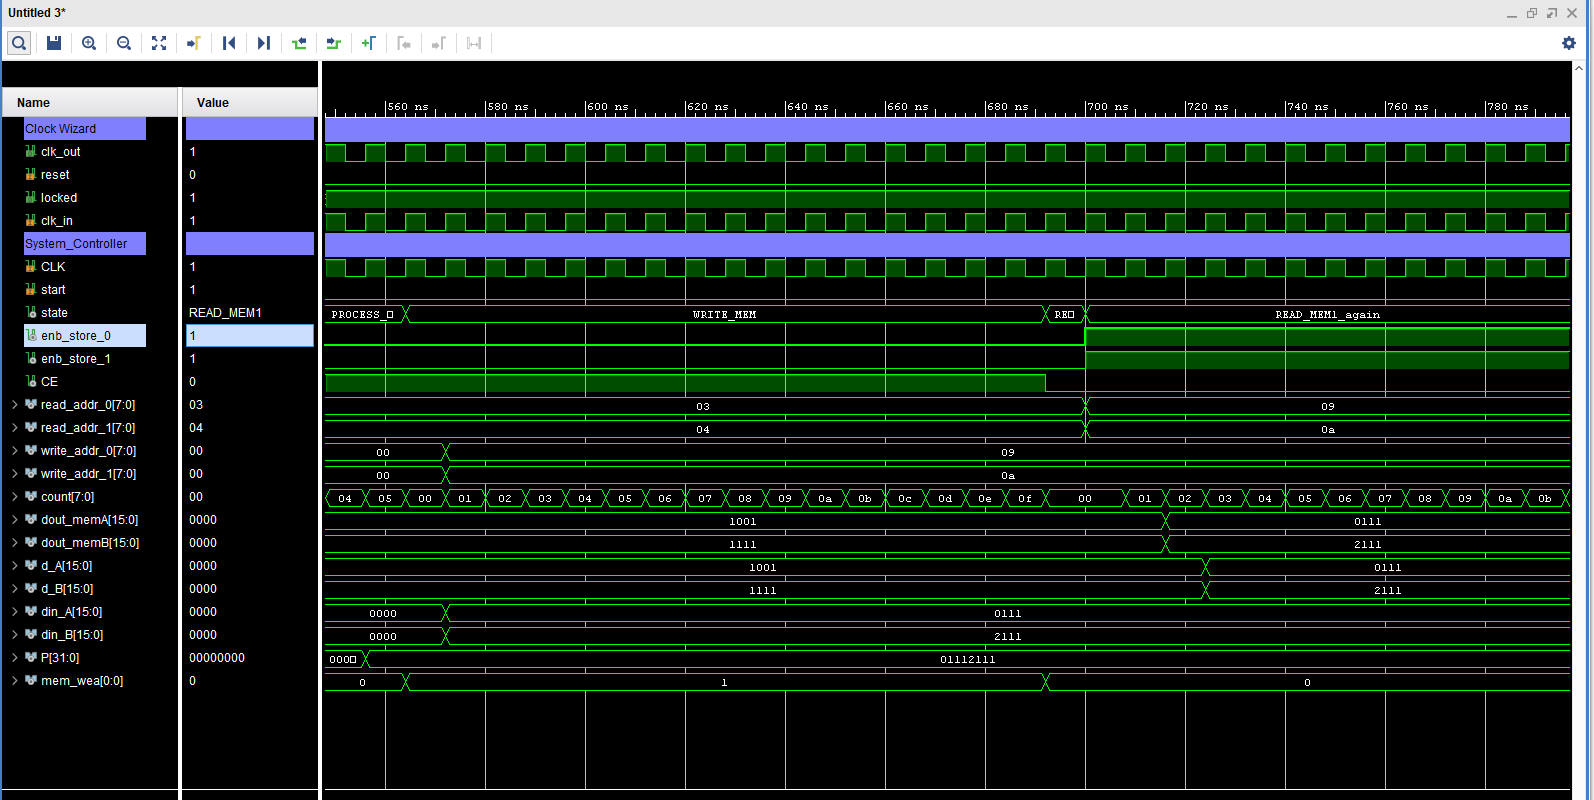 Untitled 3*
560 ns 580 ns 600 ns 620 ns 640 ns 660 ns 680 ns 700 ns 720 ns 740 ns 760 ns 780 ns
Name Value
Clock Wizard
clk_out 1
reset 0
locked 1
clk_in 1
System_Controller
CLK 1
start 1
state READ_MEM1 PROCESS_ WRITE_MEM RE READ_MEM1_again
enb_store_0 1
enb_store_1 1
CE 0
read_addr_0[7:0] 03 03 09
read_addr_1[7:0] 04 04 0a
write_addr_0[7:0] 00 00 09
write_addr_1[7:0] 00 00 0a
count[7:0] 00 04 05 00 01 02 03 04 05 06 07 08 09 0a 0b 0c 0d 0e 0f 00 01 02 03 04 05 06 07 08 09 0a 0b
dout_memA[15:0] 0000 1001 0111
dout_memB[15:0] 0000 1111 2111
d_A[15:0] 0000 1001 0111
d_B[15:0] 0000 1111 2111
din_A[15:0] 0000 0000 0111
din_B[15:0] 0000 0000 2111
P[31:0] 00000000 000 01112111
mem_wea[0:0] 0 0 1 0